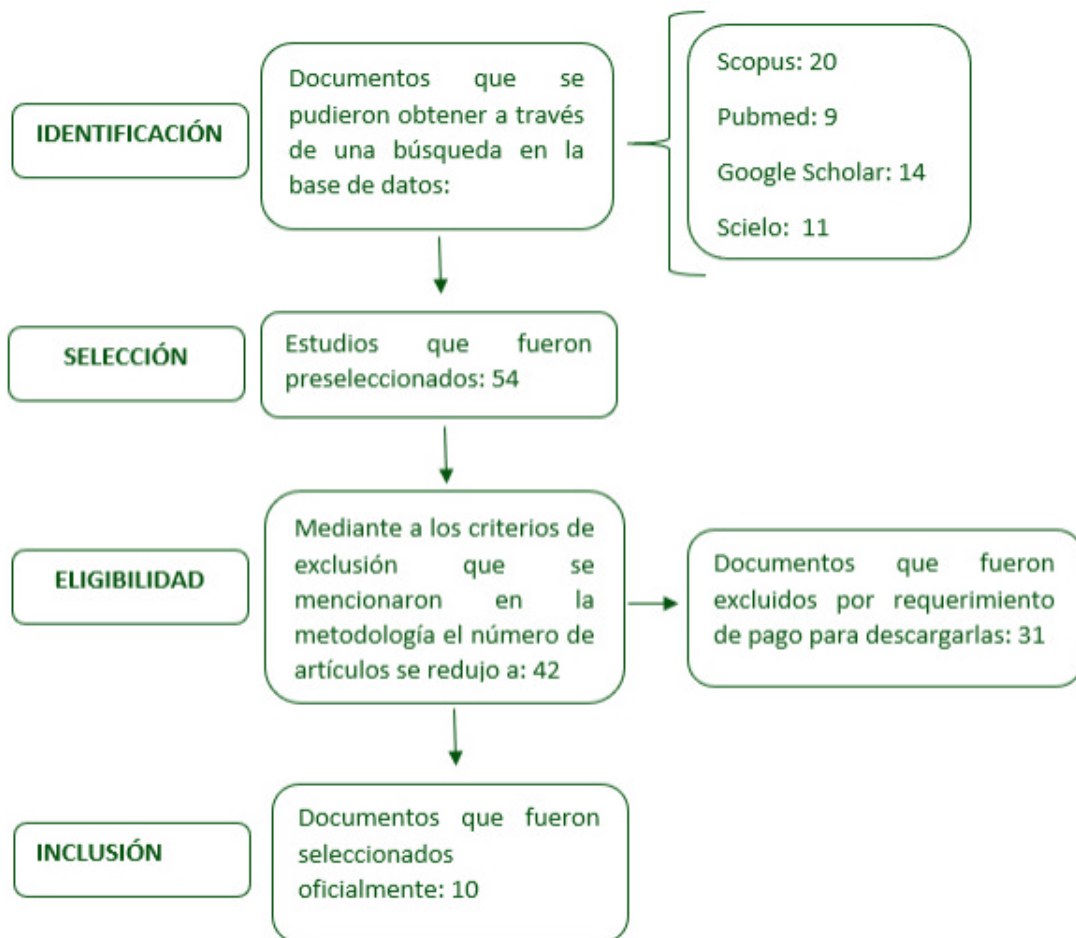 IDENTIFICACIÓN
Documentos que se
pudieron obtener a través
de una búsqueda en la
base de datos:
Scopus: 20
Pubmed: 9
Google Scholar: 14
Scielo: 11
SELECCIÓN
Estudios que fueron
preseleccionados: 54
ELIGIBILIDAD
Mediante a los criterios de
exclusión que se
mencionaron en la
metodología el número de
artículos se redujo a: 42
Documentos que fueron
excluidos por requerimiento
de pago para descargarlas: 31
INCLUSIÓN
Documentos que fueron
seleccionados
oficialmente: 10